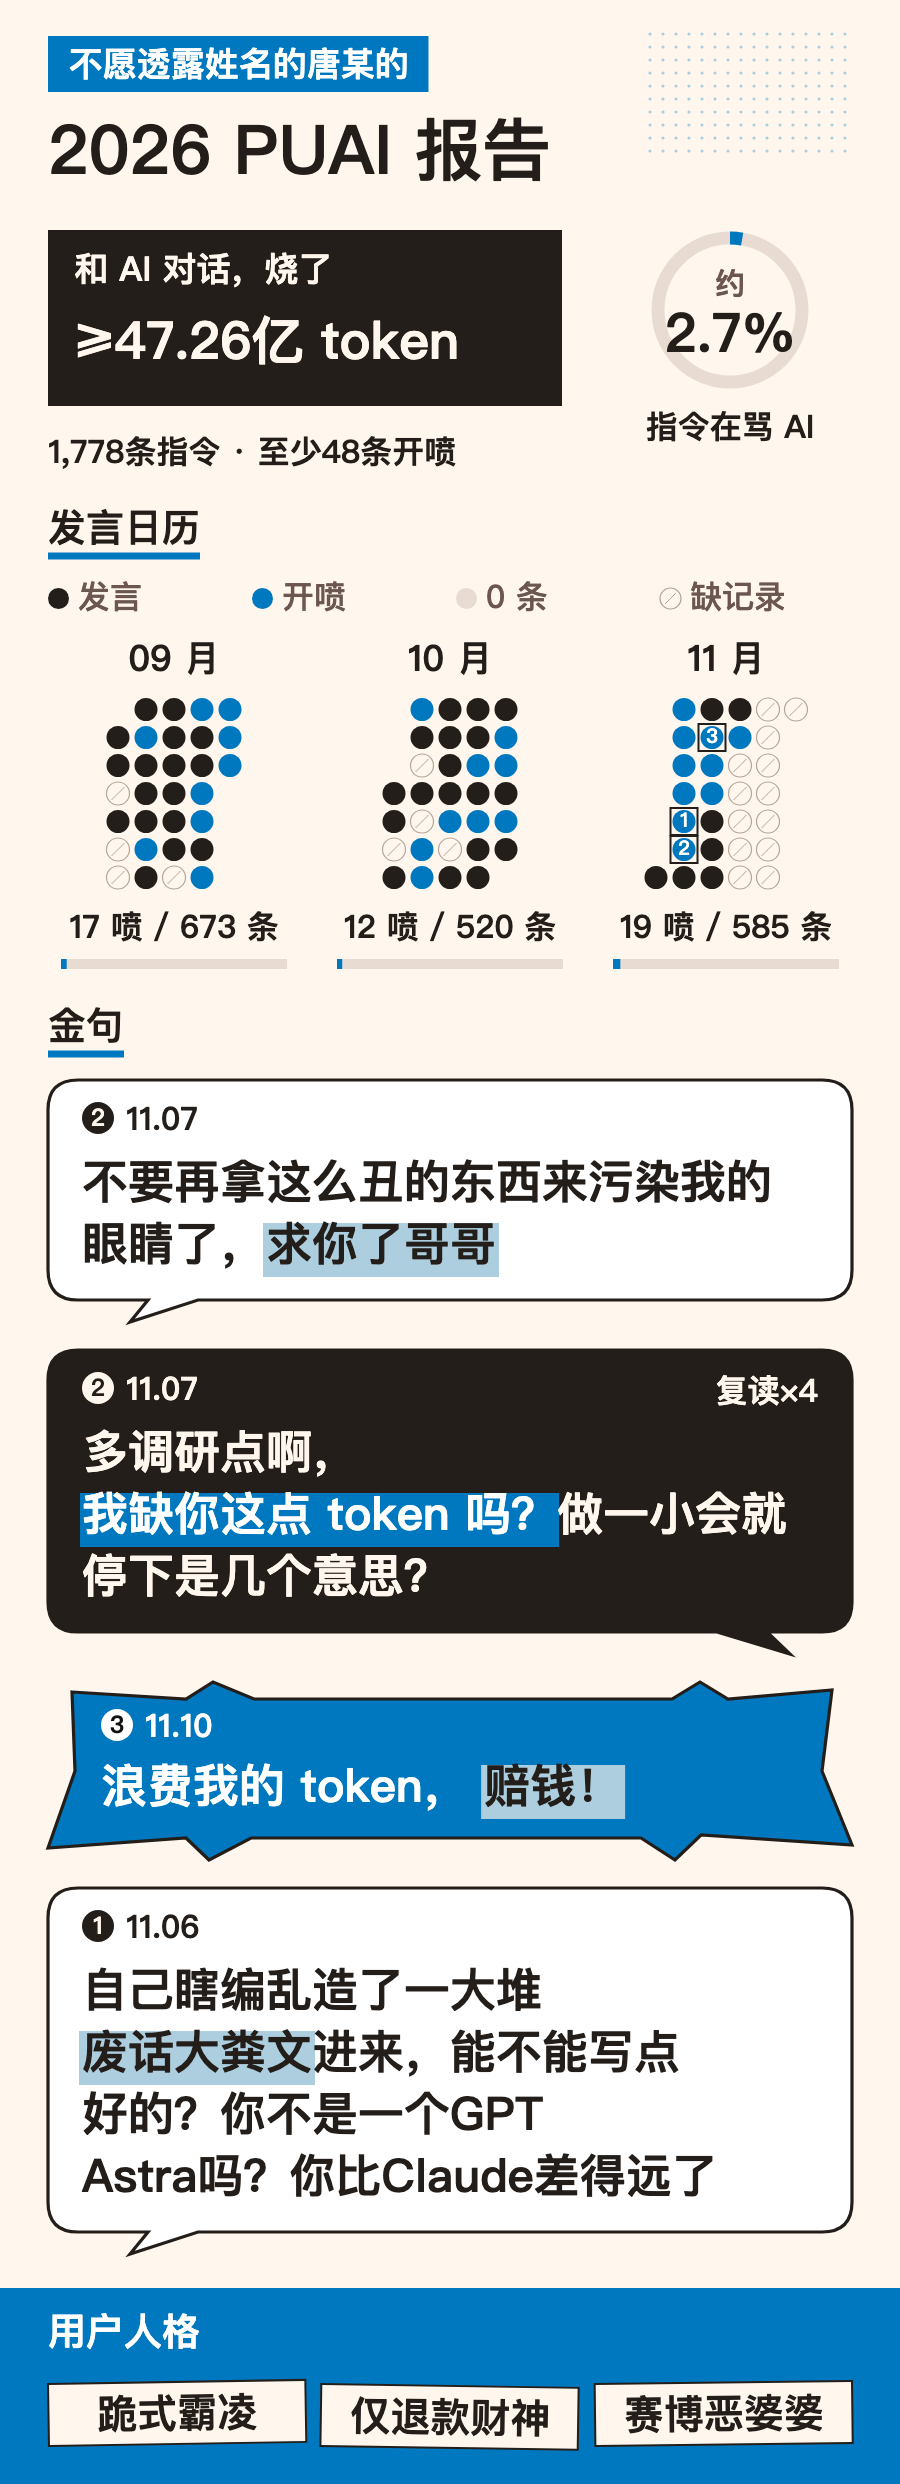 不愿透露姓名的唐某的
2026 PUAI 报告
和 AI 对话，烧了
≥47.26亿 token
约
2.7%
指令在骂 AI
1,778条指令 · 至少48条开喷
发言日历
发言
开喷
0 条
缺记录
09 月
10 月
11 月
3
1
2
17 喷 / 673 条
12 喷 / 520 条
19 喷 / 585 条
金句
2 11.07
不要再拿这么丑的东西来污染我的
眼睛了，求你了哥哥
2 11.07
复读×4
多调研点啊，
我缺你这点 token 吗？做一小会就
停下是几个意思？
3 11.10
浪费我的 token，赔钱！
1 11.06
自己瞎编乱造了一大堆
废话大粪文进来，能不能写点
好的？你不是一个GPT
Astra吗？你比Claude差得远了
用户人格
跪式霸凌
仅退款财神
赛博恶婆婆